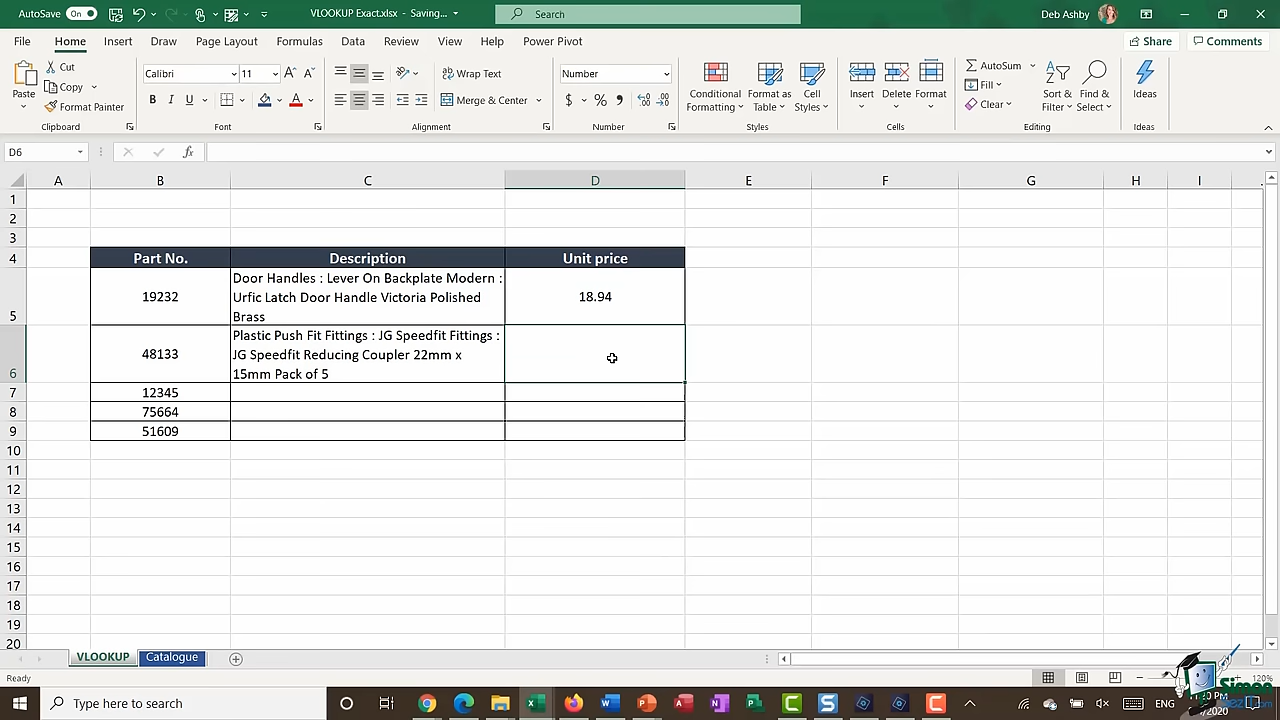 AutoSave On VLOOKUP Exact.xlsx - Saving... Search Deb Ashby
File Home Insert Draw Page Layout Formulas Data Review View Help Power Pivot Share Comments
Paste
Cut
Copy
Format Painter
Clipboard
Calibri 11
B I U
Font
Wrap Text
Merge & Center
Alignment
Number
$ %
Number
Conditional Formatting
Format as Table
Cell Styles
Styles
Insert
Delete
Format
Cells
AutoSum
Fill
Clear
Sort & Filter
Find & Select
Editing
Ideas
Ideas
D6 fx
A B C D E F G H I
1
2
3
4 Part No. Description Unit price
5 19232 Door Handles : Lever On Backplate Modern :
Urfic Latch Door Handle Victoria Polished
Brass
18.94
6 48133 Plastic Push Fit Fittings : JG Speedfit Fittings :
JG Speedfit Reducing Coupler 22mm x
15mm Pack of 5
7 12345
8 75664
9 51609
10
11
12
13
14
15
16
17
18
19
20
VLOOKUP Catalogue
Ready 120%
Type here to search